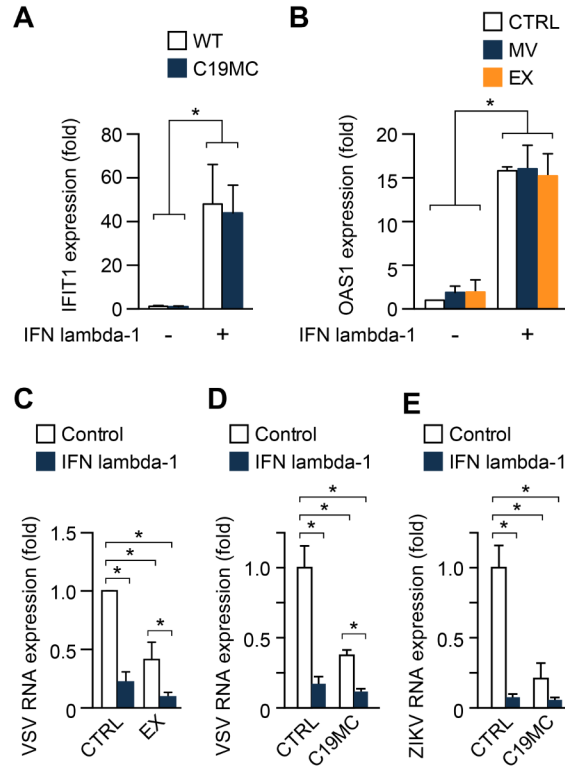 A
WT
C19MC
*
IFIT1 expression (fold)
80
60
40
20
0
IFN lambda-1
-
+
B
CTRL
MV
EX
*
OAS1 expression (fold)
20
15
10
5
0
IFN lambda-1
-
+
C
Control
IFN lambda-1
*
*
*
*
VSV RNA expression (fold)
1.5
1.0
0.5
0
CTRL
EX
D
Control
IFN lambda-1
*
*
*
*
VSV RNA expression (fold)
1.0
0.5
0
CTRL
C19MC
E
Control
IFN lambda-1
*
*
*
ZIKV RNA expression (fold)
1.0
0.5
0
CTRL
C19MC